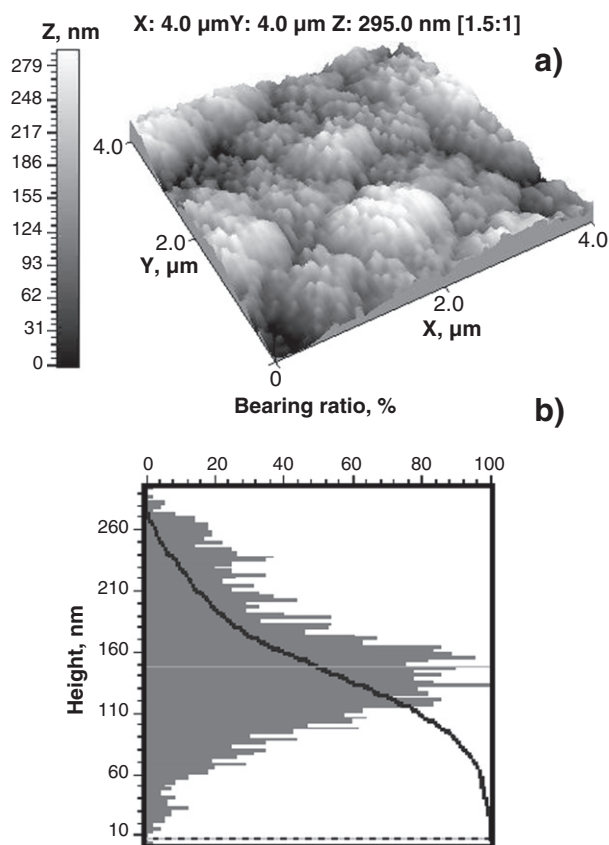 X: 4.0 µmY: 4.0 µm Z: 295.0 nm [1.5:1]
Z, nm
a)
279
248
217
186
155
124
93
62
31
0
4.0
2.0
Y, µm
0
2.0
X, µm
4.0
Bearing ratio, %
b)
0 20 40 60 80 100
Height, nm
260
210
160
110
60
10